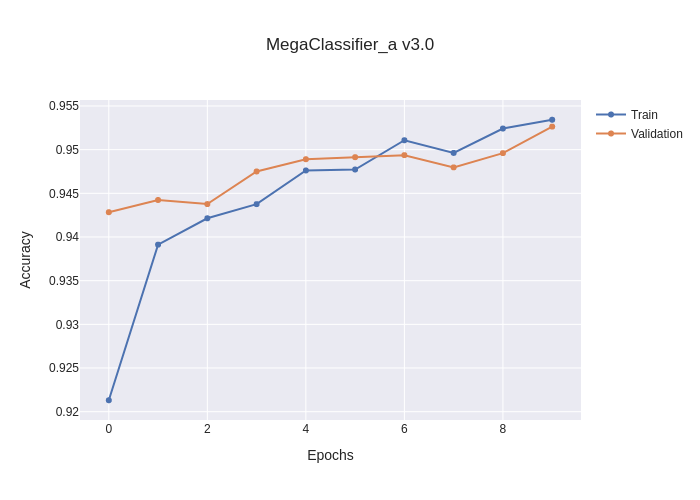 MegaClassifier_a v3.0
Train
Validation
Accuracy
0.955
0.95
0.945
0.94
0.935
0.93
0.925
0.92
0 2 4 6 8
Epochs